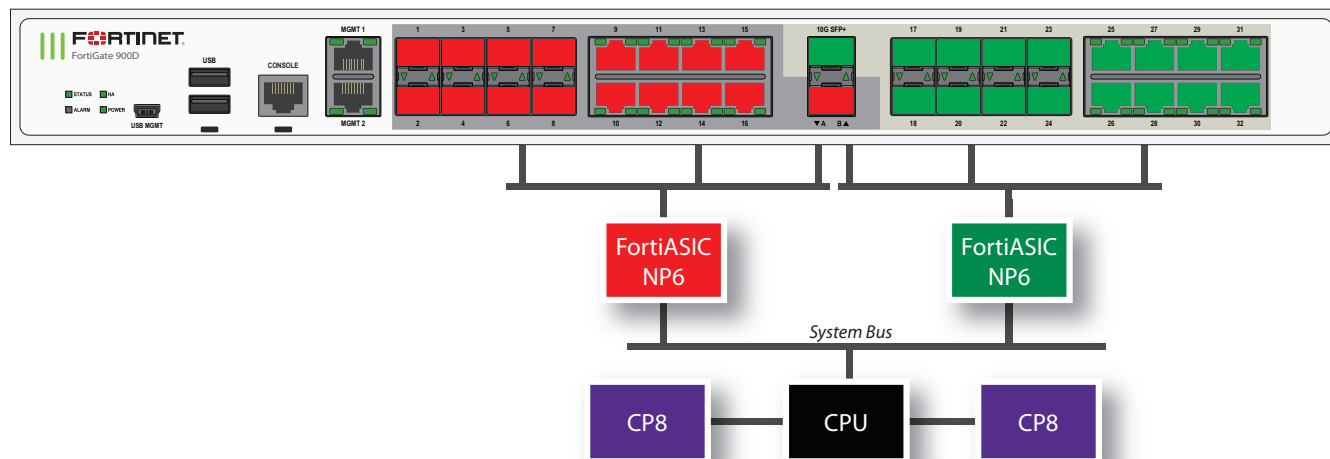 FORTINET
FortiGate 900D
STATUS HA
ALARM POWER
USB MGMT
USB
CONSOLE
MGMT 1
MGMT 2
1 3 5 7
2 4 6 8
9 11 13 15
10 12 14 16
10G SFP+
A B
17 19 21 23
18 20 22 24
25 27 29 31
26 28 30 32
FortiASIC
NP6
FortiASIC
NP6
System Bus
CP8
CPU
CP8